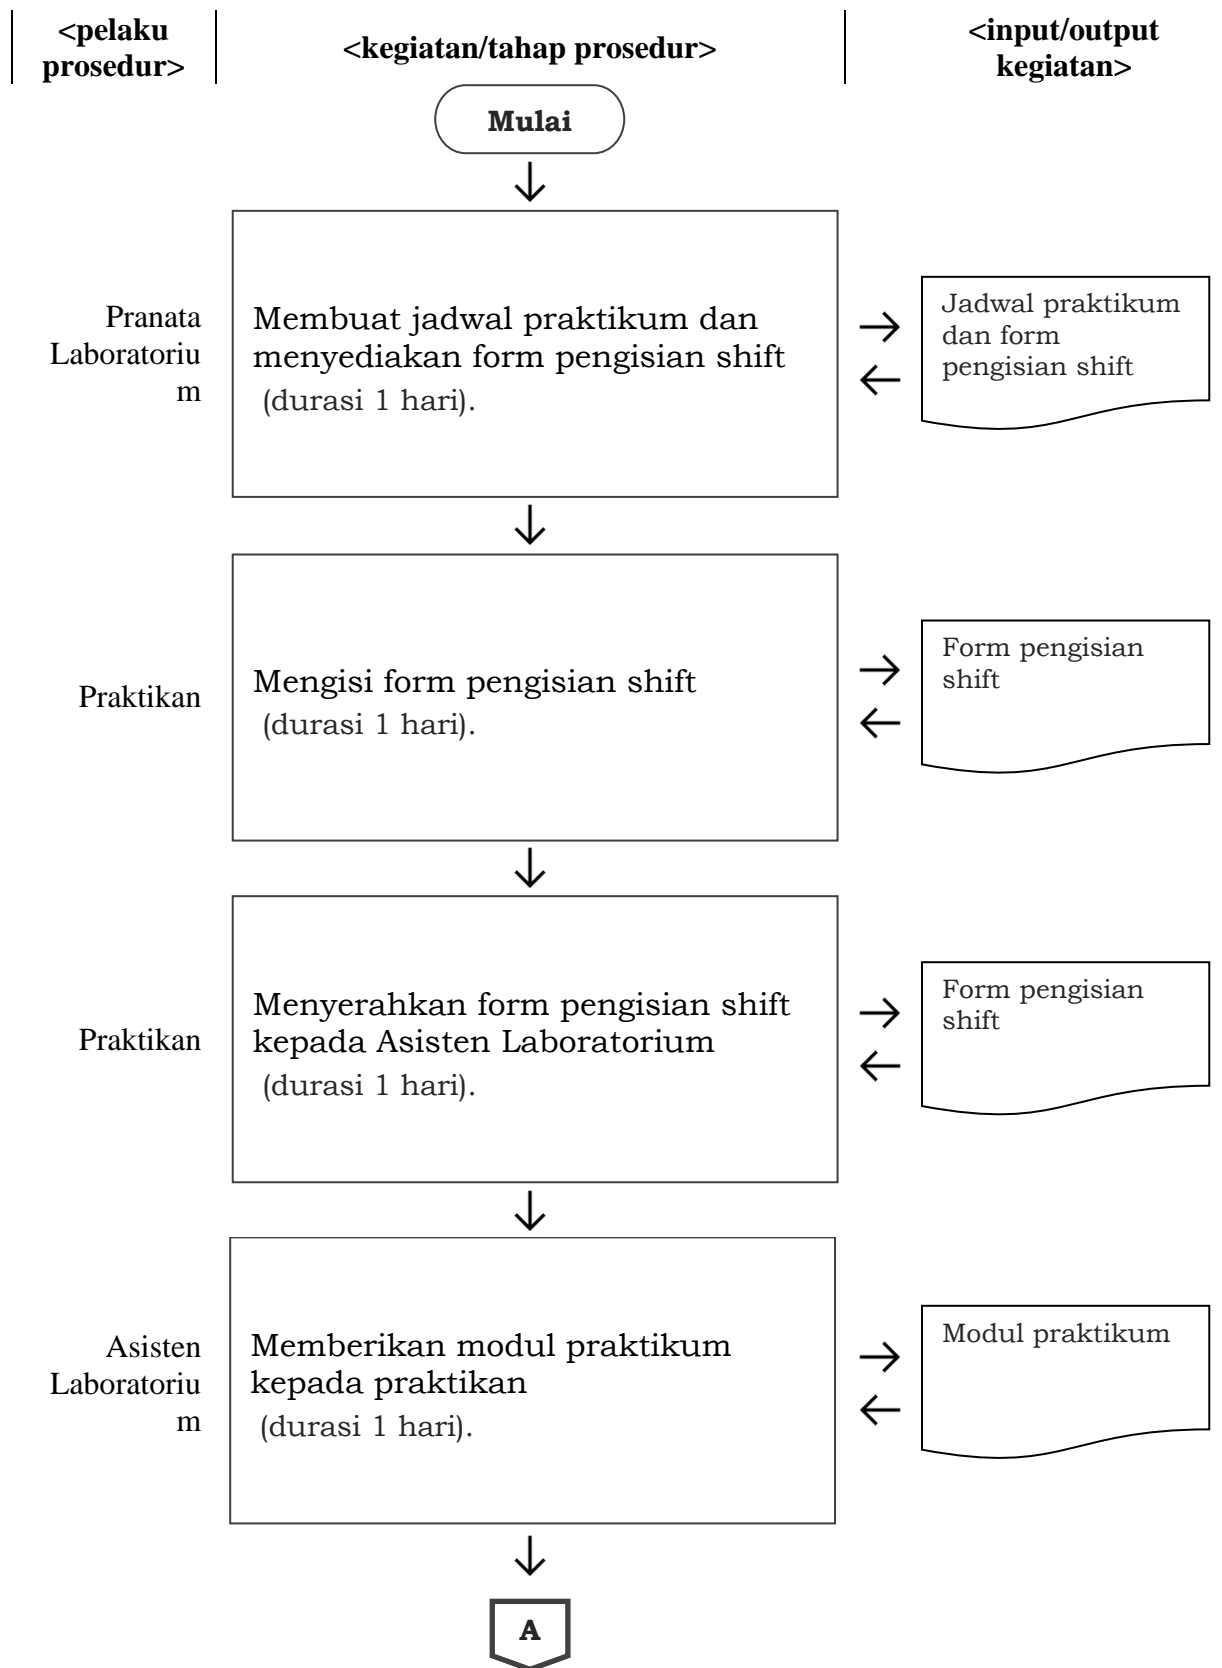 <pelaku
prosedur>
<kegiatan/tahap prosedur>
<input/output
kegiatan>
Mulai
Pranata
Laboratoriu
m
Membuat jadwal praktikum dan
menyediakan form pengisian shift
(durasi 1 hari).
Jadwal praktikum
dan form
pengisian shift
Praktikan
Mengisi form pengisian shift
(durasi 1 hari).
Form pengisian
shift
Praktikan
Menyerahkan form pengisian shift
kepada Asisten Laboratorium
(durasi 1 hari).
Form pengisian
shift
Asisten
Laboratoriu
m
Memberikan modul praktikum
kepada praktikan
(durasi 1 hari).
Modul praktikum
A